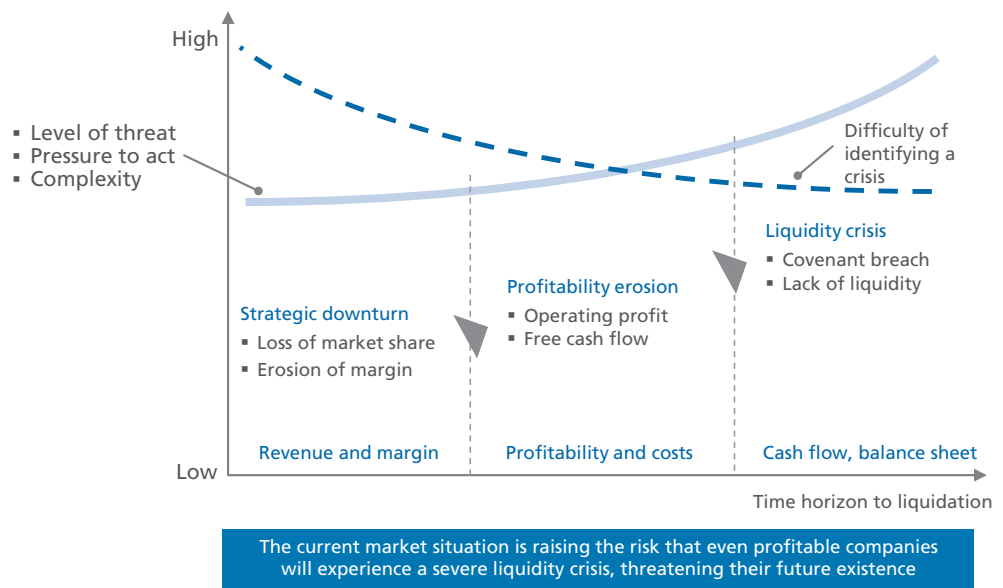 High
▪ Level of threat
▪ Pressure to act
▪ Complexity
Difficulty of
identifying a
crisis
Strategic downturn
▪ Loss of market share
▪ Erosion of margin
Profitability erosion
▪ Operating profit
▪ Free cash flow
Liquidity crisis
▪ Covenant breach
▪ Lack of liquidity
Revenue and margin
Profitability and costs
Cash flow, balance sheet
Low
Time horizon to liquidation
The current market situation is raising the risk that even profitable companies
will experience a severe liquidity crisis, threatening their future existence